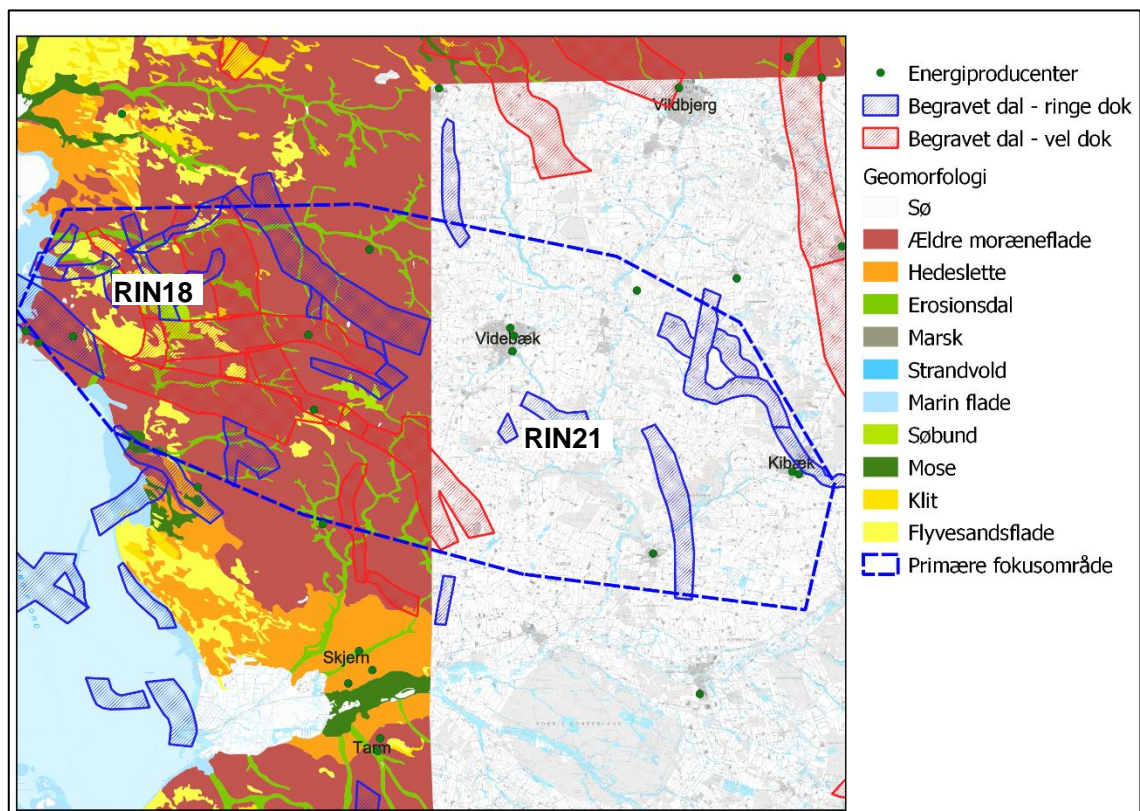 Vildbjerg
RIN18
Videbæk
RIN21
Kibæk
Skjern
Tarm
Energiproducenter
Begravet dal - ringe dok
Begravet dal - vel dok
Geomorfologi
Sø
Ældre moræneflade
Hedeslette
Erosionsdal
Marsk
Strandvold
Marin flade
Søbund
Mose
Klit
Flyvesandsflade
Primære fokusområde